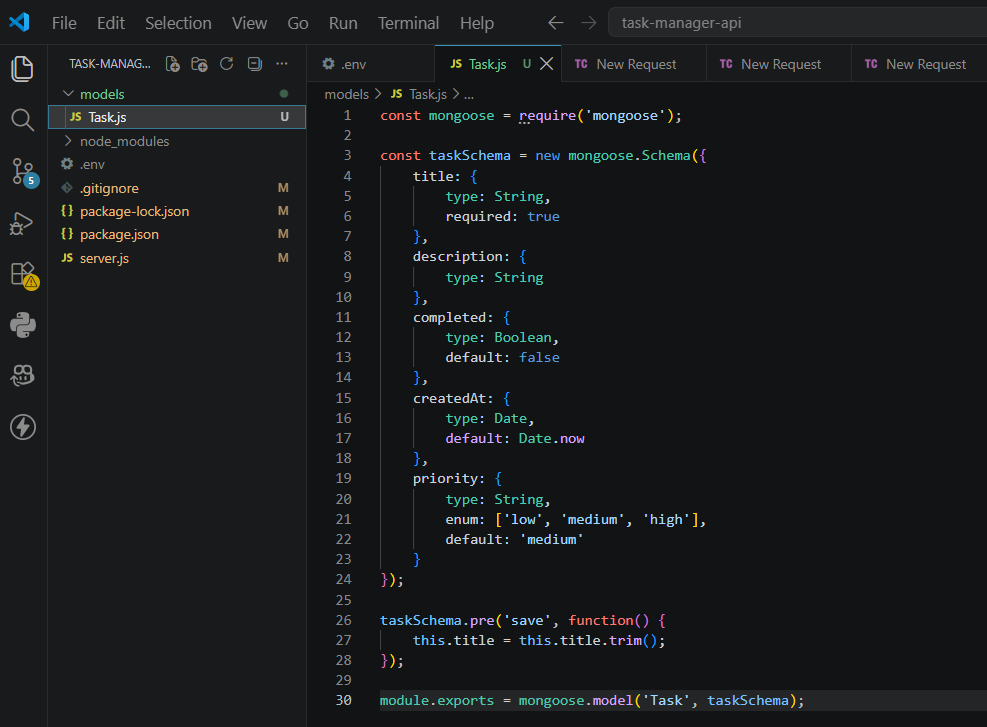 File Edit Selection View Go Run Terminal Help task-manager-api
TASK-MANAG...
models
JS Task.js U
node_modules
.env
.gitignore M
{} package-lock.json M
{} package.json M
JS server.js M
5
.env JS Task.js U TC New Request TC New Request TC New Request
models > JS Task.js > ...
1 const mongoose = require('mongoose');
2
3 const taskSchema = new mongoose.Schema({
4     title: {
5         type: String,
6         required: true
7     },
8     description: {
9         type: String
10     },
11     completed: {
12         type: Boolean,
13         default: false
14     },
15     createdAt: {
16         type: Date,
17         default: Date.now
18     },
19     priority: {
20         type: String,
21         enum: ['low', 'medium', 'high'],
22         default: 'medium'
23     }
24 });
25
26 taskSchema.pre('save', function() {
27     this.title = this.title.trim();
28 });
29
30 module.exports = mongoose.model('Task', taskSchema);